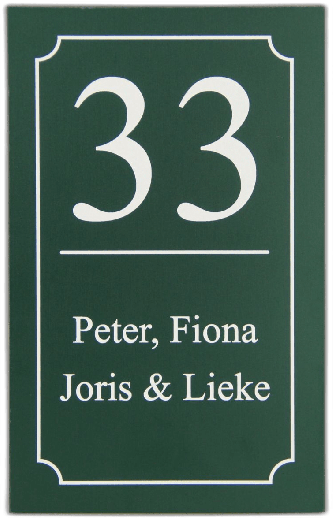 33
Peter, Fiona
Joris & Lieke